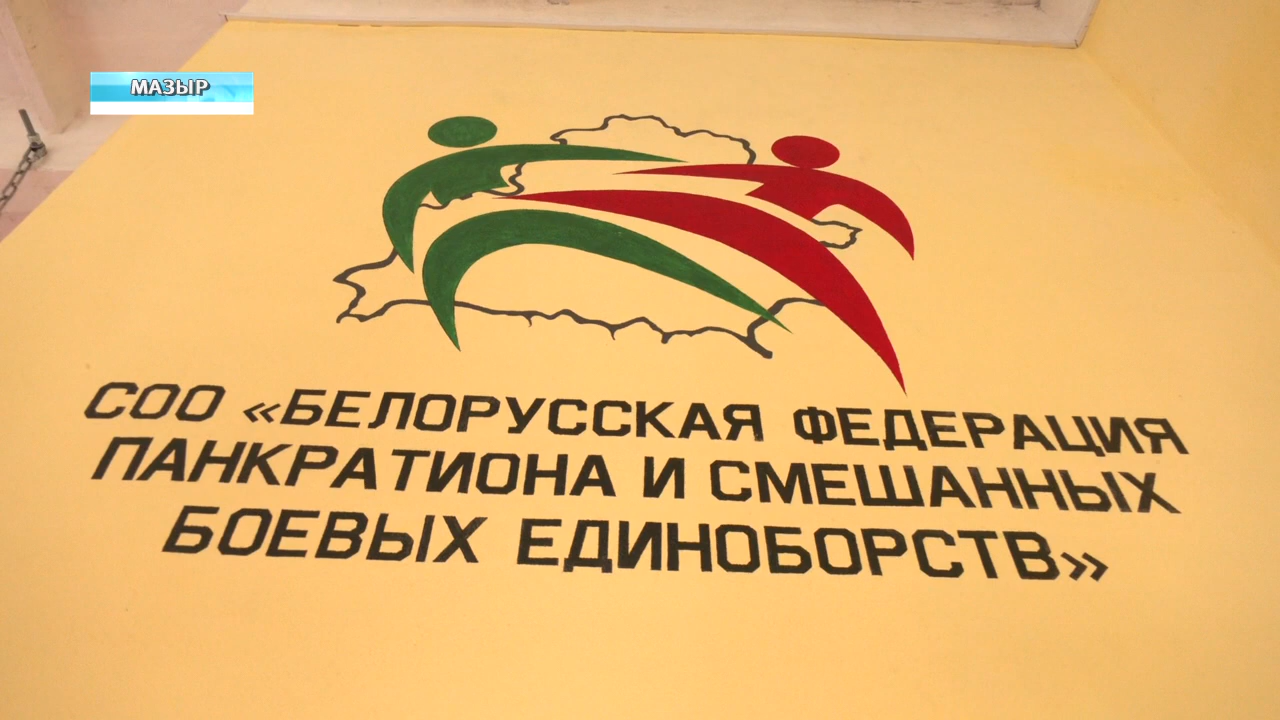 МАЗЫР
СОО «БЕЛОРУССКАЯ ФЕДЕРАЦИЯ
ПАНКРАТИОНА И СМЕШАННЫХ
БОЕВЫХ ЕДИНОБОРСТВ»